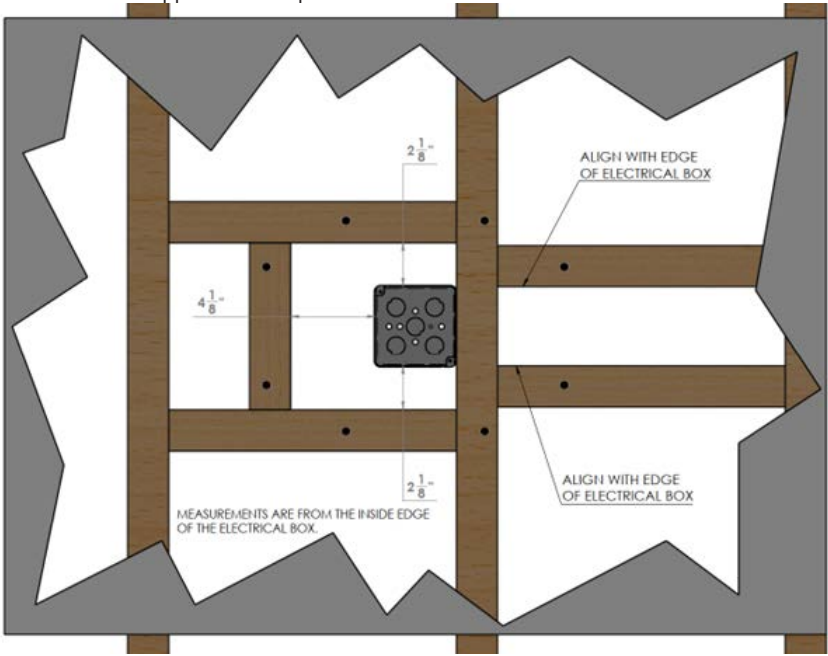 2 1/8"
ALIGN WITH EDGE
OF ELECTRICAL BOX
4 1/8"
ALIGN WITH EDGE
OF ELECTRICAL BOX
2 1/8"
MEASUREMENTS ARE FROM THE INSIDE EDGE
OF THE ELECTRICAL BOX.